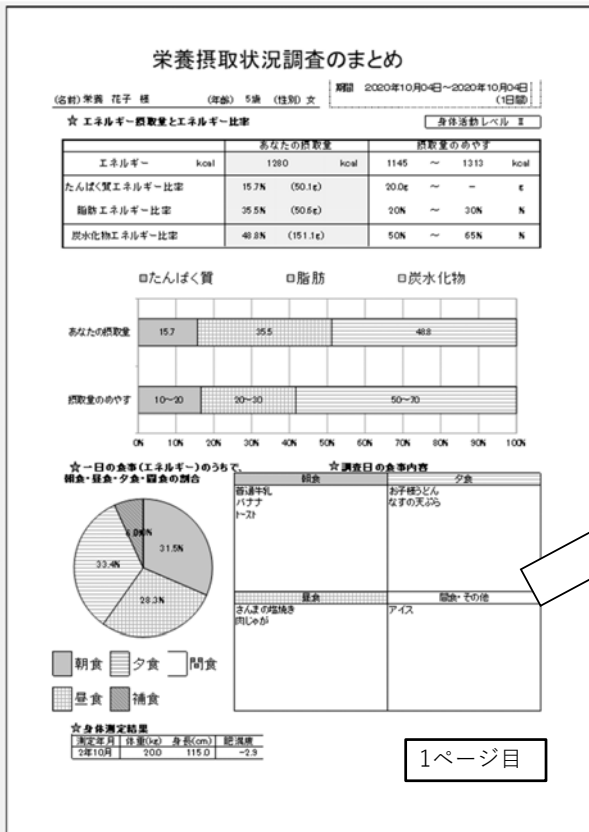 栄養摂取状況調査のまとめ
期間 2020年10月04日～2020年10月04日
(1日間)
(名前) 栄養 花子 様 (年齢) 5歳 (性別) 女
☆ エネルギー摂取量とエネルギー比率
身体活動レベル Ⅱ
あなたの摂取量 摂取量のめやす
エネルギー kcal 1280 kcal 1145 ～ 1313 kcal
たんぱく質エネルギー比率 15.7% (50.1g) 20.0g ～ - g
脂肪エネルギー比率 35.5% (50.6g) 20% ～ 30% %
炭水化物エネルギー比率 48.8% (151.1g) 50% ～ 65% %
たんぱく質 脂肪 炭水化物
あなたの摂取量 15.7 35.5 48.8
摂取量のめやす 10～20 20～30 50～70
0% 10% 20% 30% 40% 50% 60% 70% 80% 90% 100%
☆一日の食事(エネルギー)のうちで、
朝食・昼食・夕食・間食の割合
31.5%
33.4%
28.3%
朝食 夕食 間食
昼食 補食
☆調査日の食事内容
朝食 夕食
普通牛乳 お子様うどん
バナナ なすの天ぷら
トースト
昼食 間食・その他
さんまの塩焼き アイス
肉じゃが
☆身体測定結果
測定年月 体重(kg) 身長(cm) 肥満度
2年10月 20.0 115.0 -2.9
1ページ目